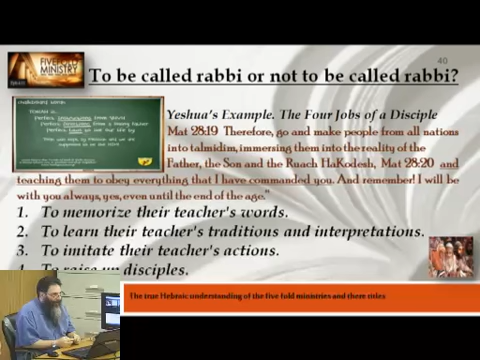 FIVEFOLD
MINISTRY
40
To be called rabbi or not to be called rabbi?
Yeshua's Example. The Four Jobs of a Disciple
Mat 28:19 Therefore, go and make people from all nations
into talmidim, immersing them into the reality of the
Father, the Son and the Ruach HaKodesh, Mat 28:20 and
teaching them to obey everything that I have commanded you. And remember! I will be
with you always, yes, even until the end of the age."
1. To memorize their teacher's words.
2. To learn their teacher's traditions and interpretations.
3. To imitate their teacher's actions.
4. To raise up disciples.
The true Hebraic understanding of the five fold ministries and there titles